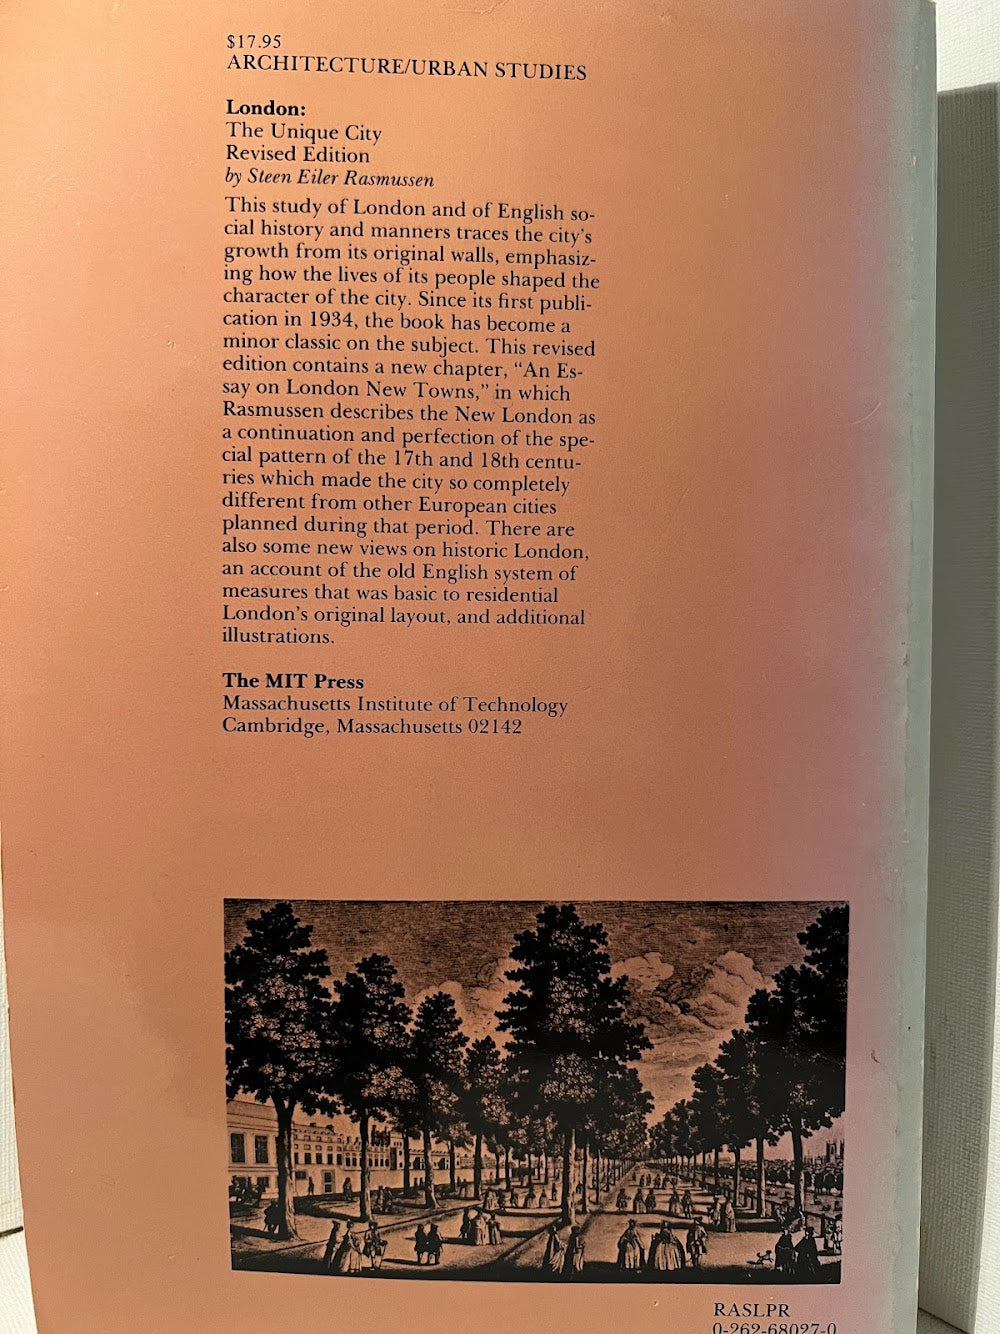 $17.95
ARCHITECTURE/URBAN STUDIES
London:
The Unique City
Revised Edition
by Steen Eiler Rasmussen
This study of London and of English so-
cial history and manners traces the city's
growth from its original walls, emphasiz-
ing how the lives of its people shaped the
character of the city. Since its first publi-
cation in 1934, the book has become a
minor classic on the subject. This revised
edition contains a new chapter, “An Es-
say on London New Towns,” in which
Rasmussen describes the New London as
a continuation and perfection of the spe-
cial pattern of the 17th and 18th centu-
ries which made the city so completely
different from other European cities
planned during that period. There are
also some new views on historic London,
an account of the old English system of
measures that was basic to residential
London's original layout, and additional
illustrations.
The MIT Press
Massachusetts Institute of Technology
Cambridge, Massachusetts 02142
RASLPR
0-262-68027-0